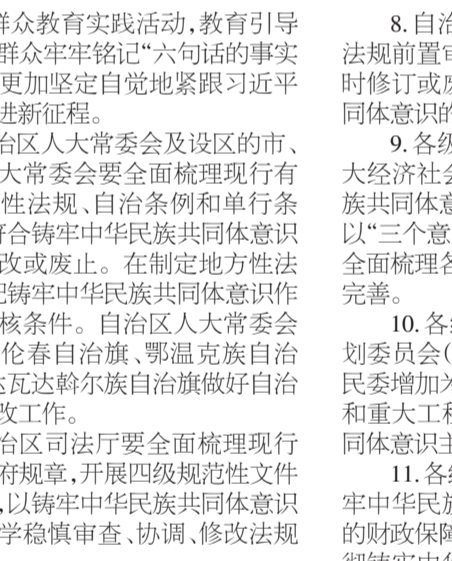 群众教育实践活动，教育引导
群众牢牢铭记“六句话的事实
更加坚定自觉地紧跟习近平
进新征程。
治区人大常委会及设区的市、
大常委会要全面梳理现行有
性法规、自治条例和单行条
符合铸牢中华民族共同体意识
改或废止。在制定地方性法
把铸牢中华民族共同体意识作
核条件。自治区人大常委会
伦春自治旗、鄂温克族自治
达瓦达斡尔族自治旗做好自治
改工作。
治区司法厅要全面梳理现行
府规章，开展四级规范性文件
，以铸牢中华民族共同体意识
学稳慎审查、协调、修改法规
8.自治
法规前置审
时修订或废
同体意识的
9.各级
大经济社会
族共同体意
以“三个意
全面梳理各
完善。
10.各级
划委员会（
民委增加为
和重大工程
同体意识主
11.各级
牢中华民族
的财政保障